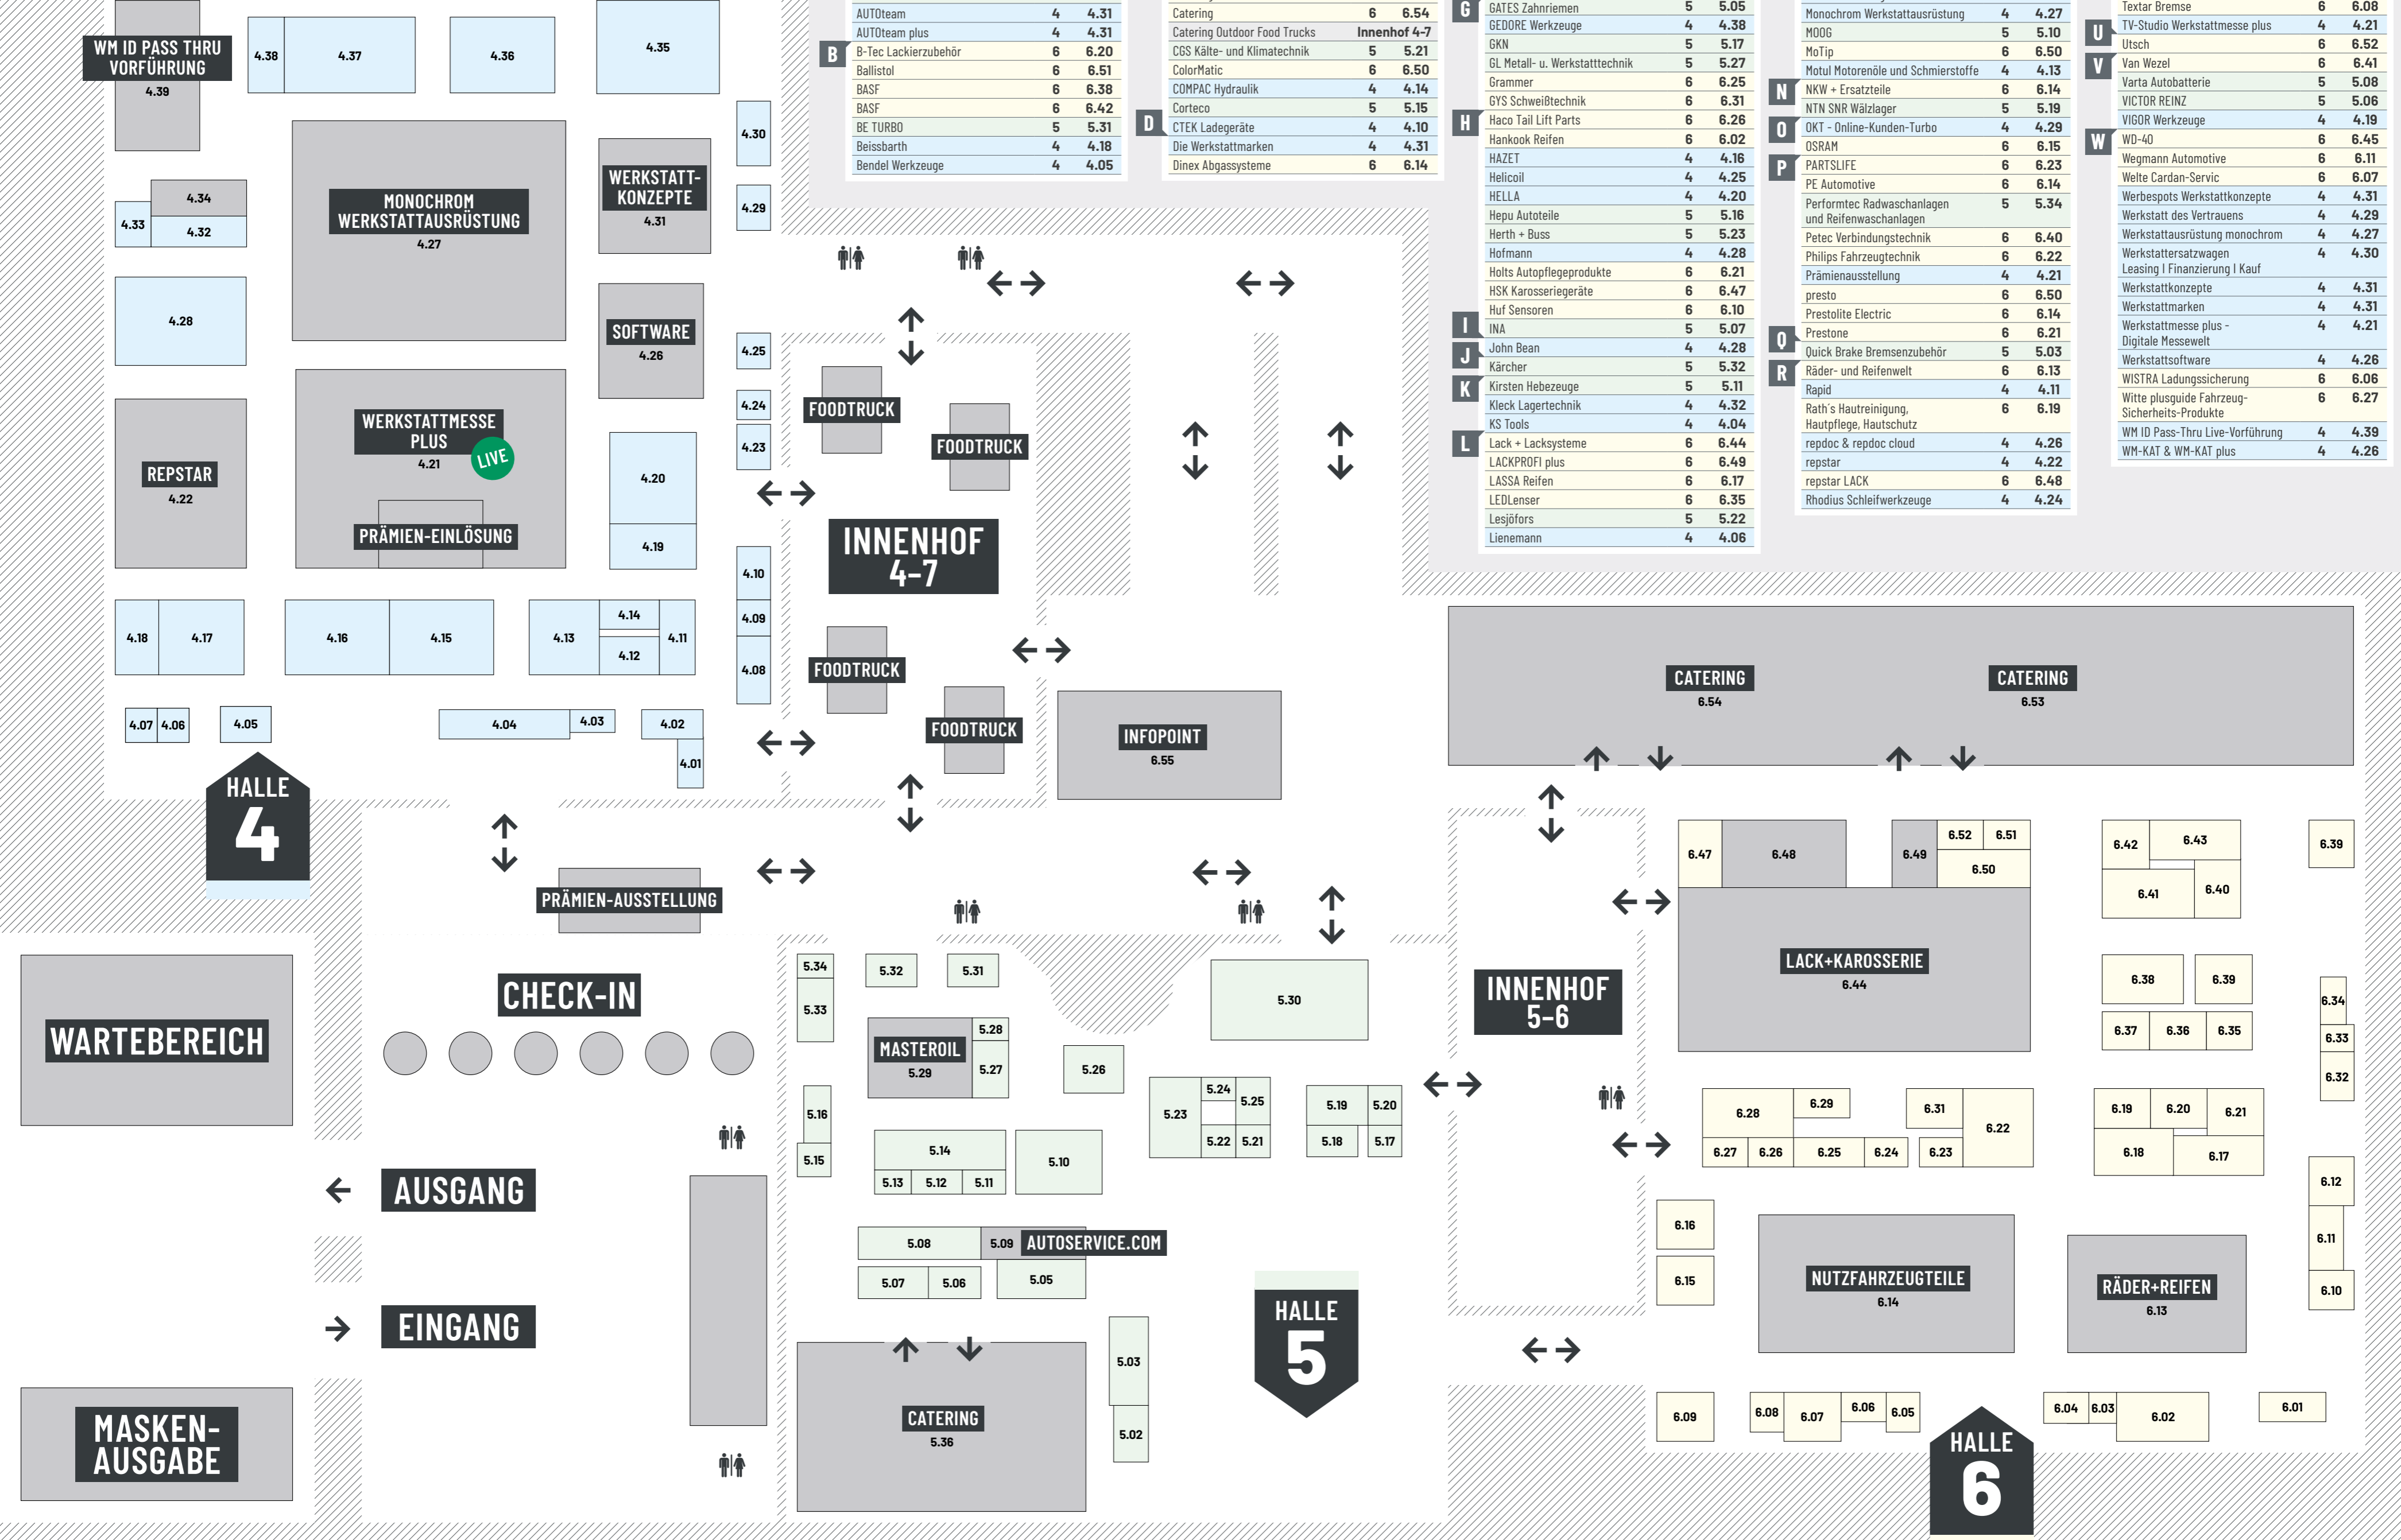 WM ID PASS THRU
VORFÜHRUNG
4.39
4.38
4.37
4.36
4.35
4.30
4.29
4.34
4.33
4.32
MONOCHROM
WERKSTATTAUSRÜSTUNG
4.27
WERKSTATT-
KONZEPTE
4.31
4.28
SOFTWARE
4.26
4.25
4.24
4.23
REPSTAR
4.22
WERKSTATTMESSE
PLUS
4.21
LIVE
PRÄMIEN-EINLÖSUNG
4.20
4.19
4.10
4.09
4.08
4.18
4.17
4.16
4.15
4.13
4.14
4.12
4.11
4.07
4.06
4.05
4.04
4.03
4.02
4.01
HALLE
4
FOODTRUCK
FOODTRUCK
INNENHOF
4–7
FOODTRUCK
FOODTRUCK
INFOPOINT
6.55
AUTOteam 4 4.31
AUTOteam plus 4 4.31
B
B-Tec Lackierzubehör 6 6.20
Ballistol 6 6.51
BASF 6 6.38
BASF 6 6.42
BE TURBO 5 5.31
Beissbarth 4 4.18
Bendel Werkzeuge 4 4.05
Catering 6 6.54
Catering Outdoor Food Trucks Innenhof 4-7
CGS Kälte- und Klimatechnik 5 5.21
ColorMatic 6 6.50
COMPAC Hydraulik 4 4.14
Corteco 5 5.15
D
CTEK Ladegeräte 4 4.10
Die Werkstattmarken 4 4.31
Dinex Abgassysteme 6 6.14
G
GATES Zahnriemen 5 5.05
GEDORE Werkzeuge 4 4.38
GKN 5 5.17
GL Metall- u. Werkstatttechnik 5 5.27
Grammer 6 6.25
GYS Schweißtechnik 6 6.31
H
Haco Tail Lift Parts 6 6.26
Hankook Reifen 6 6.02
HAZET 4 4.16
Helicoil 4 4.25
HELLA 4 4.20
Hepu Autoteile 5 5.16
Herth + Buss 5 5.23
Hofmann 4 4.28
Holts Autopflegeprodukte 6 6.21
HSK Karosseriegeräte 6 6.47
Huf Sensoren 6 6.10
I
INA 5 5.07
J
John Bean 4 4.28
Kärcher 5 5.32
K
Kirsten Hebezeuge 5 5.11
Kleck Lagertechnik 4 4.32
KS Tools 4 4.04
L
Lack + Lacksysteme 6 6.44
LACKPROFI plus 6 6.49
LASSA Reifen 6 6.17
LEDLenser 6 6.35
Lesjöfors 5 5.22
Lienemann 4 4.06
Monochrom Werkstattausrüstung 4 4.27
MOOG 5 5.10
MoTip 6 6.50
Motul Motorenöle und Schmierstoffe 4 4.13
N
NKW + Ersatzteile 6 6.14
NTN SNR Wälzlager 5 5.19
O
OKT - Online-Kunden-Turbo 4 4.29
OSRAM 6 6.15
P
PARTSLIFE 6 6.23
PE Automotive 6 6.14
Performtec Radwaschanlagen 5 5.34
und Reifenwaschanlagen
Petec Verbindungstechnik 6 6.40
Philips Fahrzeugtechnik 6 6.22
Prämienausstellung 4 4.21
presto 6 6.50
Prestolite Electric 6 6.14
Q
Prestone 6 6.21
Quick Brake Bremsenzubehör 5 5.03
R
Räder- und Reifenwelt 6 6.13
Rapid 4 4.11
Rath´s Hautreinigung, 6 6.19
Hautpflege, Hautschutz
repdoc & repdoc cloud 4 4.26
repstar 4 4.22
repstar LACK 6 6.48
Rhodius Schleifwerkzeuge 4 4.24
Textar Bremse 6 6.08
U
TV-Studio Werkstattmesse plus 4 4.21
Utsch 6 6.52
V
Van Wezel 6 6.41
Varta Autobatterie 5 5.08
VICTOR REINZ 5 5.06
VIGOR Werkzeuge 4 4.19
W
WD-40 6 6.45
Wegmann Automotive 6 6.11
Welte Cardan-Servic 6 6.07
Werbespots Werkstattkonzepte 4 4.31
Werkstatt des Vertrauens 4 4.29
Werkstattausrüstung monochrom 4 4.27
Werkstattersatzwagen 4 4.30
Leasing I Finanzierung I Kauf
Werkstattkonzepte 4 4.31
Werkstattmarken 4 4.31
Werkstattmesse plus - 4 4.21
Digitale Messewelt
Werkstattsoftware 4 4.26
WISTRA Ladungssicherung 6 6.06
Witte plusguide Fahrzeug- 6 6.27
Sicherheits-Produkte
WM ID Pass-Thru Live-Vorführung 4 4.39
WM-KAT & WM-KAT plus 4 4.26
PRÄMIEN-AUSSTELLUNG
WARTEBEREICH
CHECK-IN
AUSGANG
EINGANG
MASKEN-
AUSGABE
5.34
5.33
5.32
5.31
5.30
MASTEROIL
5.29
5.28
5.27
5.26
5.16
5.15
5.23
5.24
5.25
5.22
5.21
5.19
5.20
5.18
5.17
5.14
5.13
5.12
5.11
5.10
5.08
5.09
AUTOSERVICE.COM
5.07
5.06
5.05
CATERING
5.36
5.03
5.02
HALLE
5
INNENHOF
5–6
CATERING
6.54
CATERING
6.53
6.47
6.48
6.49
6.52
6.51
6.50
LACK+KAROSSERIE
6.44
6.42
6.43
6.41
6.40
6.39
6.38
6.39
6.37
6.36
6.35
6.34
6.33
6.32
6.28
6.29
6.27
6.26
6.25
6.24
6.31
6.23
6.22
6.19
6.20
6.21
6.18
6.17
6.12
6.11
6.10
6.16
6.15
NUTZFAHRZEUGTEILE
6.14
RÄDER+REIFEN
6.13
6.09
6.08
6.07
6.06
6.05
HALLE
6
6.04
6.03
6.02
6.01